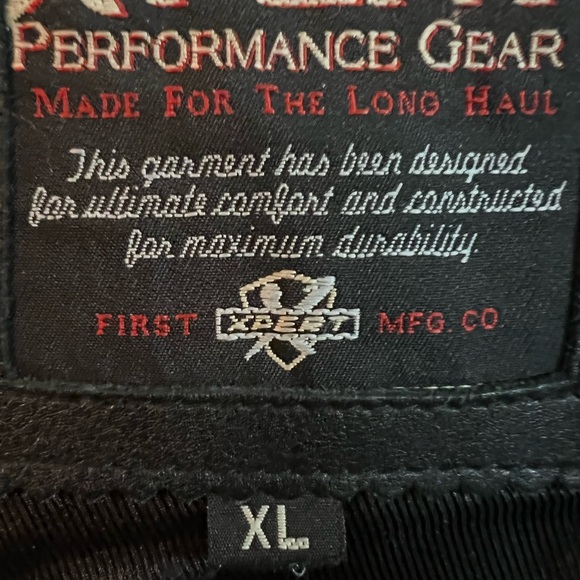 PERFORMANCE GEAR
MADE FOR THE LONG HAUL
This garment has been designed
for ultimate comfort and constructed
for maximum durability
FIRST XPERT MFG. CO
XL